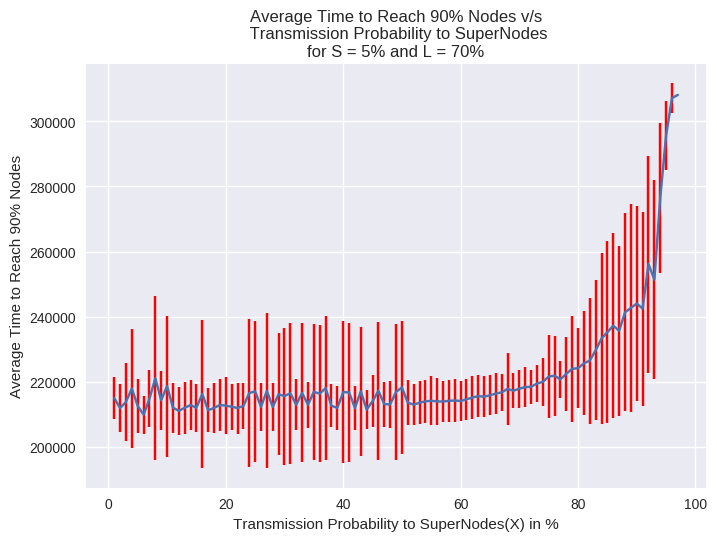 Average Time to Reach 90% Nodes v/s
Transmission Probability to SuperNodes
for S = 5% and L = 70%
Average Time to Reach 90% Nodes
300000
280000
260000
240000
220000
200000
0
20
40
60
80
100
Transmission Probability to SuperNodes(X) in %